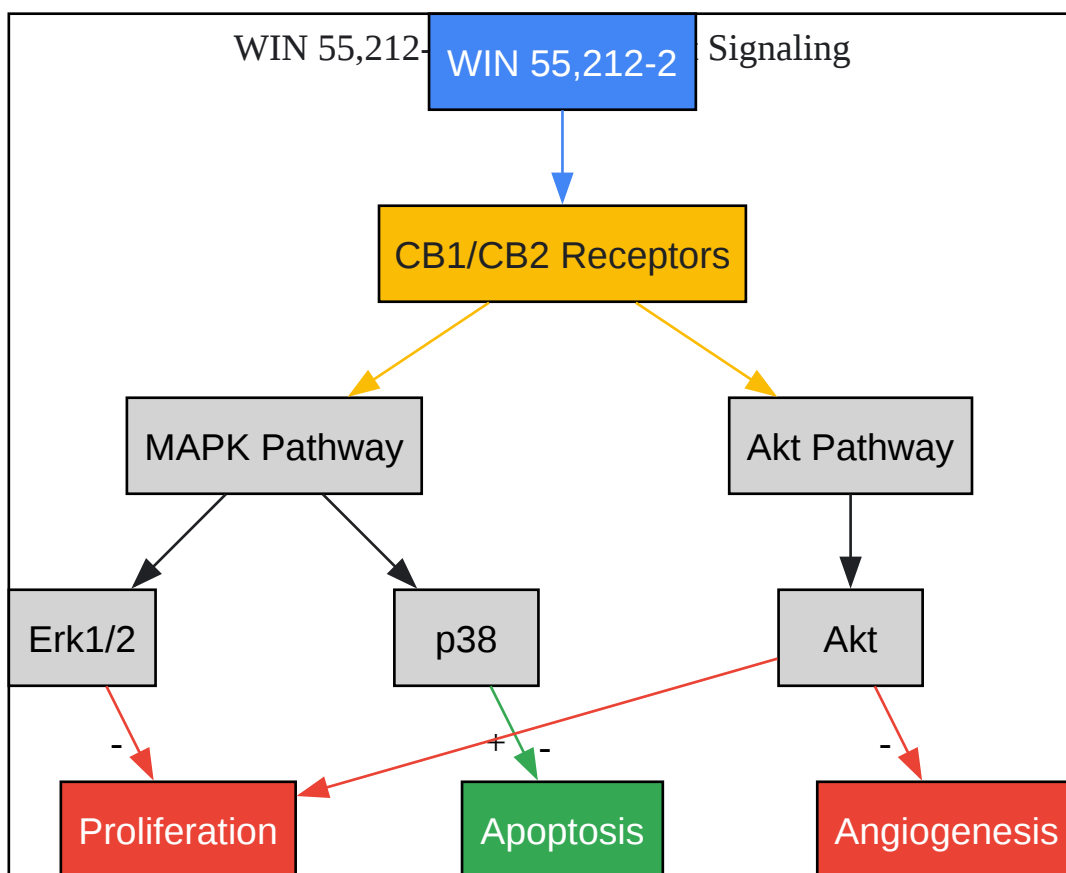 WIN 55,212- Signaling
WIN 55,212-2
CB1/CB2 Receptors
MAPK Pathway
Akt Pathway
Erk1/2
p38
Akt
-
+
-
-
Proliferation
Apoptosis
Angiogenesis